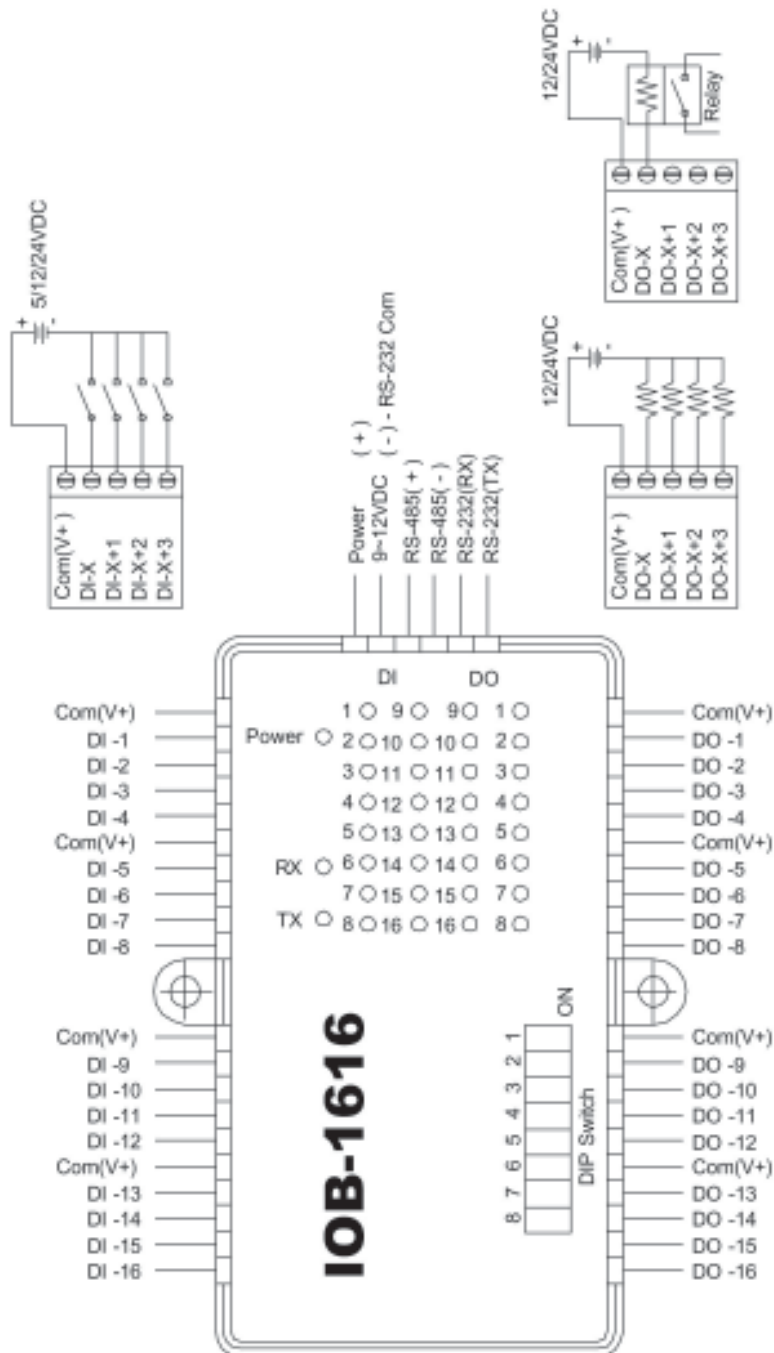 12/24VDC
+
-
Relay
Com(V+)
DO-X
DO-X+1
DO-X+2
DO-X+3
5/12/24VDC
+
-
Com(V+)
DI-X
DI-X+1
DI-X+2
DI-X+3
12/24VDC
+
-
Com(V+)
DO-X
DO-X+1
DO-X+2
DO-X+3
Power (+)
9~12VDC (-) - RS-232 Com
RS-485(+)
RS-485(-)
RS-232(RX)
RS-232(TX)
Com(V+)
DI -1
DI -2
DI -3
DI -4
Com(V+)
DI -5
DI -6
DI -7
DI -8
Com(V+)
DI -9
DI -10
DI -11
DI -12
Com(V+)
DI -13
DI -14
DI -15
DI -16
DI DO
1 9 9 1
Power 2 10 10 2
3 11 11 3
4 12 12 4
5 13 13 5
RX 6 14 14 6
7 15 15 7
TX 8 16 16 8
IOB-1616
ON
1 2 3 4 5 6 7 8
DIP Switch
Com(V+)
DO -1
DO -2
DO -3
DO -4
Com(V+)
DO -5
DO -6
DO -7
DO -8
Com(V+)
DO -9
DO -10
DO -11
DO -12
Com(V+)
DO -13
DO -14
DO -15
DO -16